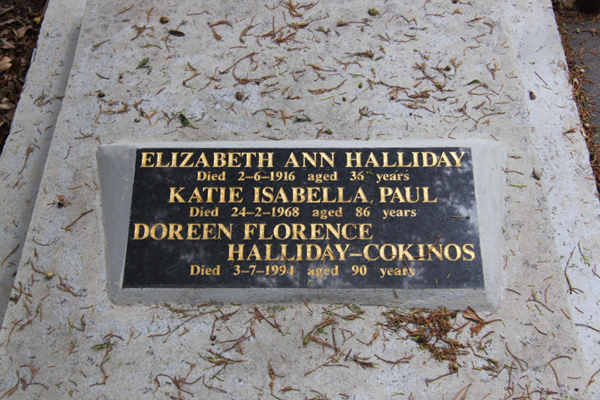 ELIZABETH ANN HALLIDAY
Died 2-6-1916 aged 36 years
KATIE ISABELLA PAUL
Died 24-2-1968 aged 86 years
DOREEN FLORENCE
HALLIDAY-COKINOS
Died 3-7-1994 aged 90 years